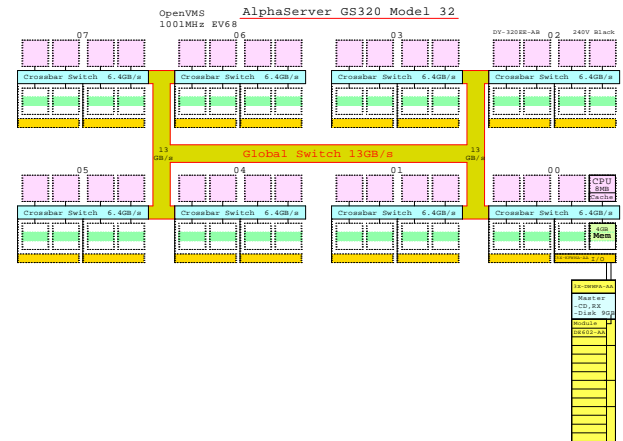 OpenVMS
1001MHz EV68
AlphaServer GS320 Model 32
DY-320EE-AB 240V Black
07
06
03
02
Crossbar Switch 6.4GB/s
Crossbar Switch 6.4GB/s
Crossbar Switch 6.4GB/s
Crossbar Switch 6.4GB/s
13
GB/s
Global Switch 13GB/s
13
GB/s
05
04
01
00
CPU
8MB
Cache
Crossbar Switch 6.4GB/s
Crossbar Switch 6.4GB/s
Crossbar Switch 6.4GB/s
Crossbar Switch 6.4GB/s
4GB
Mem
I/O
3X-DWWPA-AA
Master
-CD,RX
-Disk 9GB
Module
DE602-AA